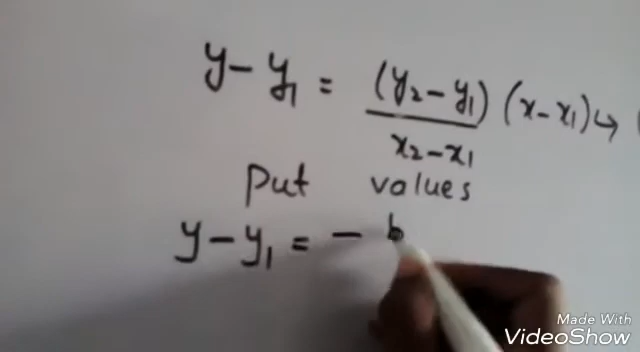 y - y₁ = (y₂ - y₁) / (x₂ - x₁) (x - x₁) ↪
Put values
y - y₁ = - b
Made With
VideoShow